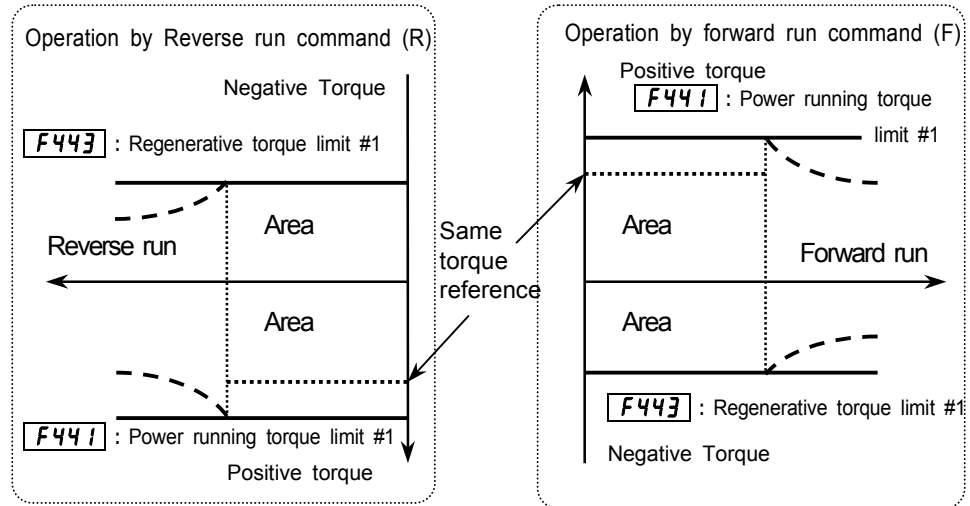 Operation by Reverse run command (R)
Negative Torque
F443 : Regenerative torque limit #1
Area
Reverse run
Area
F441 : Power running torque limit #1
Positive torque
Same
torque
reference
Operation by forward run command (F)
Positive torque
F441 : Power running torque
limit #1
Area
Forward run
Area
F443 : Regenerative torque limit #1
Negative Torque